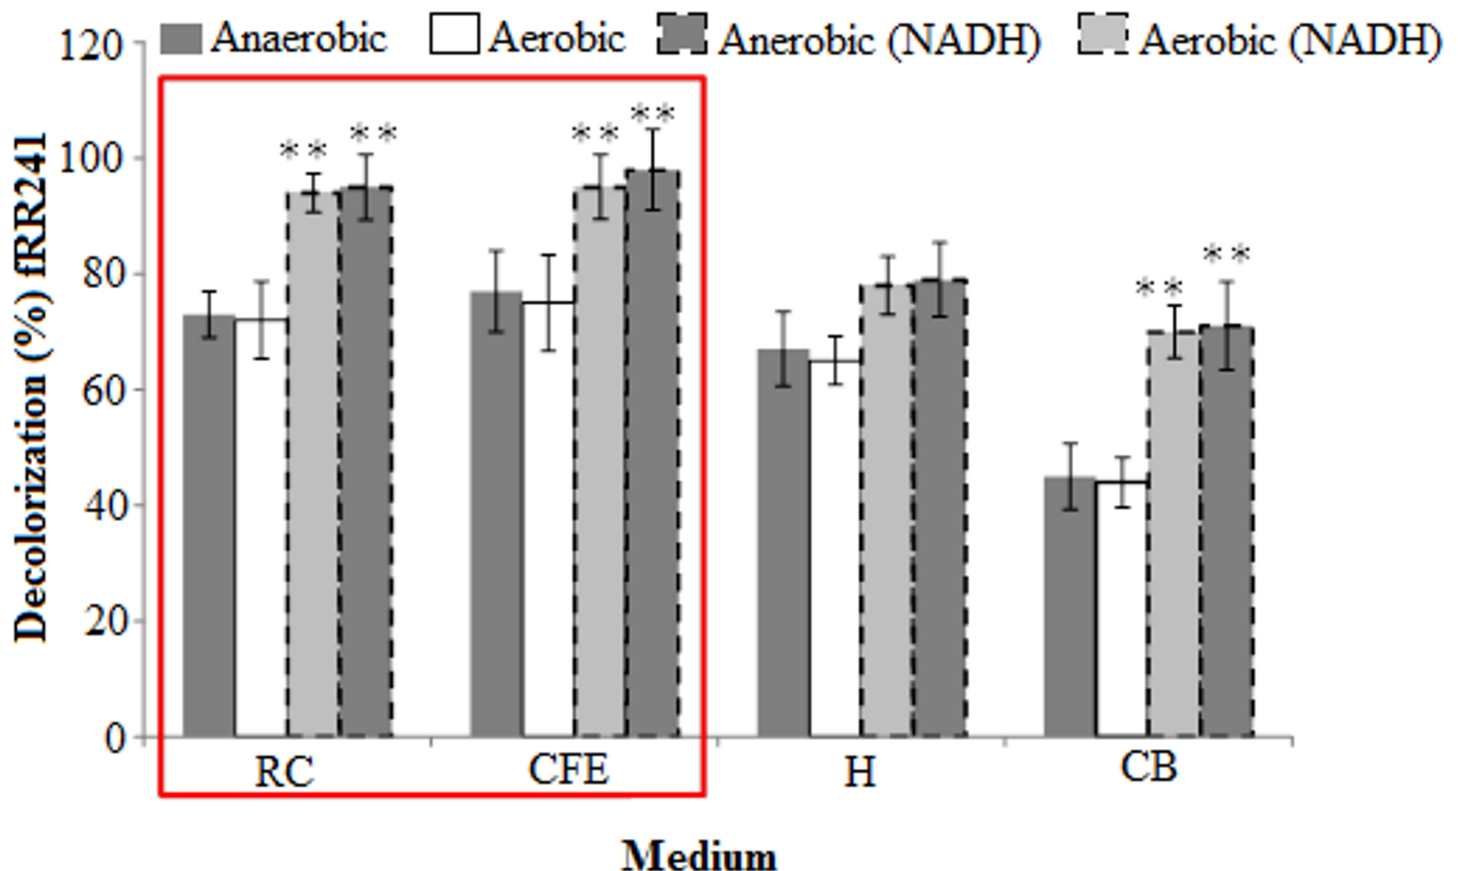 Anaerobic Aerobic Anerobic (NADH) Aerobic (NADH)
Decolorization (%) fRR241
120
100
80
60
40
20
0
** ** ** ** ** **
RC CFE H CB
Medium